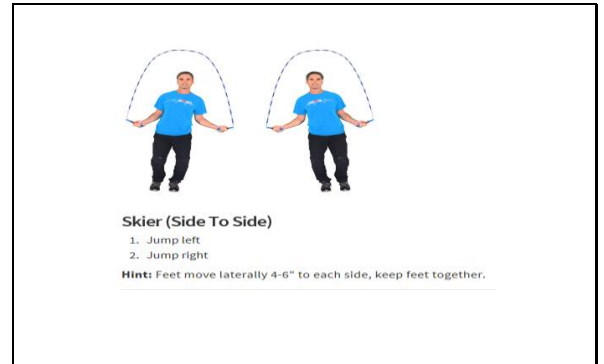 Skier (Side To Side)
1. Jump left
2. Jump right
Hint: Feet move laterally 4-6" to each side, keep feet together.